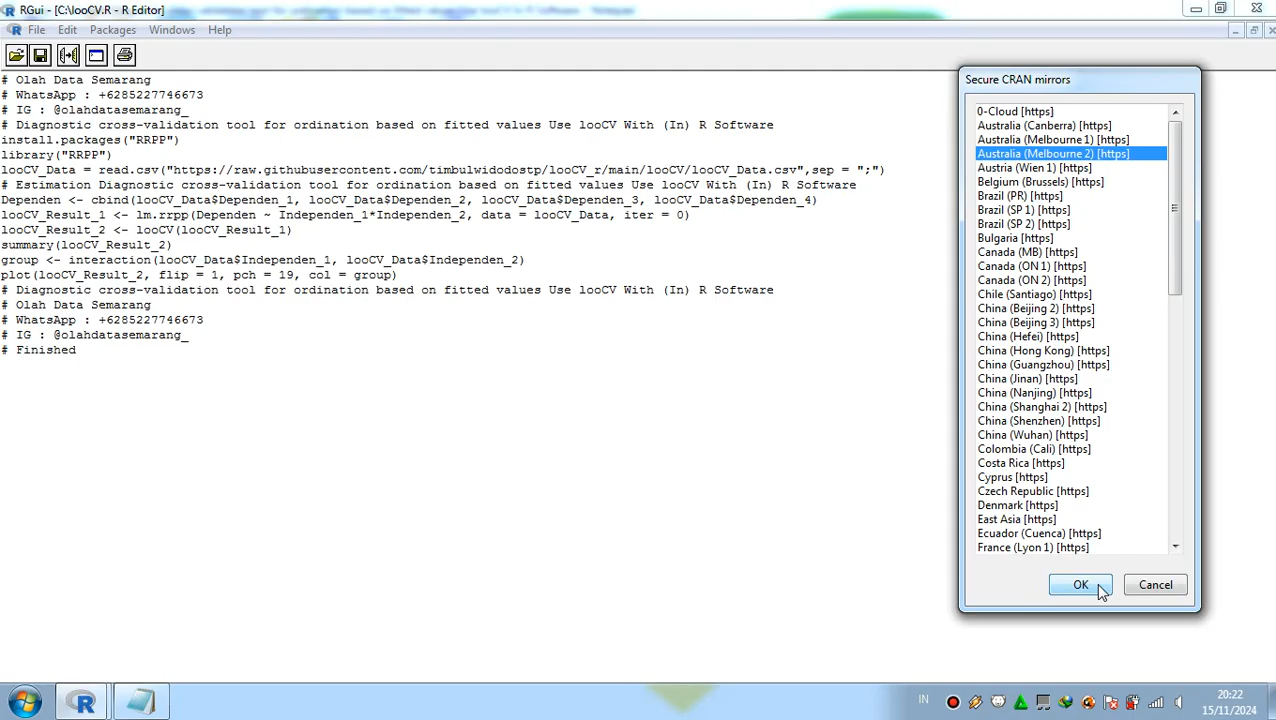 RGui - [C:\looCV.R - R Editor]
File Edit Packages Windows Help
# Olah Data Semarang
# WhatsApp : +6285227746673
# IG : @olahdatasemarang_
# Diagnostic cross-validation tool for ordination based on fitted values Use looCV With (In) R Software
install.packages("RRPP")
library("RRPP")
looCV_Data = read.csv("https://raw.githubusercontent.com/timbulwidodostp/looCV_r/main/looCV/looCV_Data.csv",sep = ";")
# Estimation Diagnostic cross-validation tool for ordination based on fitted values Use looCV With (In) R Software
Dependen <- cbind(looCV_Data$Dependen_1, looCV_Data$Dependen_2, looCV_Data$Dependen_3, looCV_Data$Dependen_4)
looCV_Result_1 <- lm.rrpp(Dependen ~ Independen_1*Independen_2, data = looCV_Data, iter = 0)
looCV_Result_2 <- looCV(looCV_Result_1)
summary(looCV_Result_2)
group <- interaction(looCV_Data$Independen_1, looCV_Data$Independen_2)
plot(looCV_Result_2, flip = 1, pch = 19, col = group)
# Diagnostic cross-validation tool for ordination based on fitted values Use looCV With (In) R Software
# Olah Data Semarang
# WhatsApp : +6285227746673
# IG : @olahdatasemarang_
# Finished
Secure CRAN mirrors
0-Cloud [https]
Australia (Canberra) [https]
Australia (Melbourne 1) [https]
Australia (Melbourne 2) [https]
Austria (Wien 1) [https]
Belgium (Brussels) [https]
Brazil (PR) [https]
Brazil (SP 1) [https]
Brazil (SP 2) [https]
Bulgaria [https]
Canada (MB) [https]
Canada (ON 1) [https]
Canada (ON 2) [https]
Chile (Santiago) [https]
China (Beijing 2) [https]
China (Beijing 3) [https]
China (Hefei) [https]
China (Hong Kong) [https]
China (Guangzhou) [https]
China (Jinan) [https]
China (Nanjing) [https]
China (Shanghai 2) [https]
China (Shenzhen) [https]
China (Wuhan) [https]
Colombia (Cali) [https]
Costa Rica [https]
Cyprus [https]
Czech Republic [https]
Denmark [https]
East Asia [https]
Ecuador (Cuenca) [https]
France (Lyon 1) [https]
OK Cancel
IN
20:22
15/11/2024